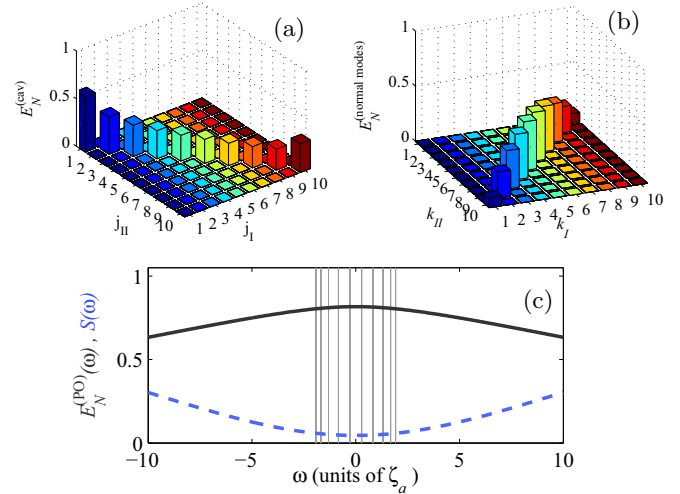 (a)
1
0.5
0
E_N^(cav)
1 2 3 4 5 6 7 8 9 10
j_II
1 2 3 4 5 6 7 8 9 10
j_I
(b)
1
0.5
0
E_N^(normal modes)
1 2 3 4 5 6 7 8 9 10
k_II
1 2 3 4 5 6 7 8 9 10
k_I
(c)
1
0.5
0
E_N^(PO)(ω) , S(ω)
−10 −5 0 5 10
ω (units of ζ_a)